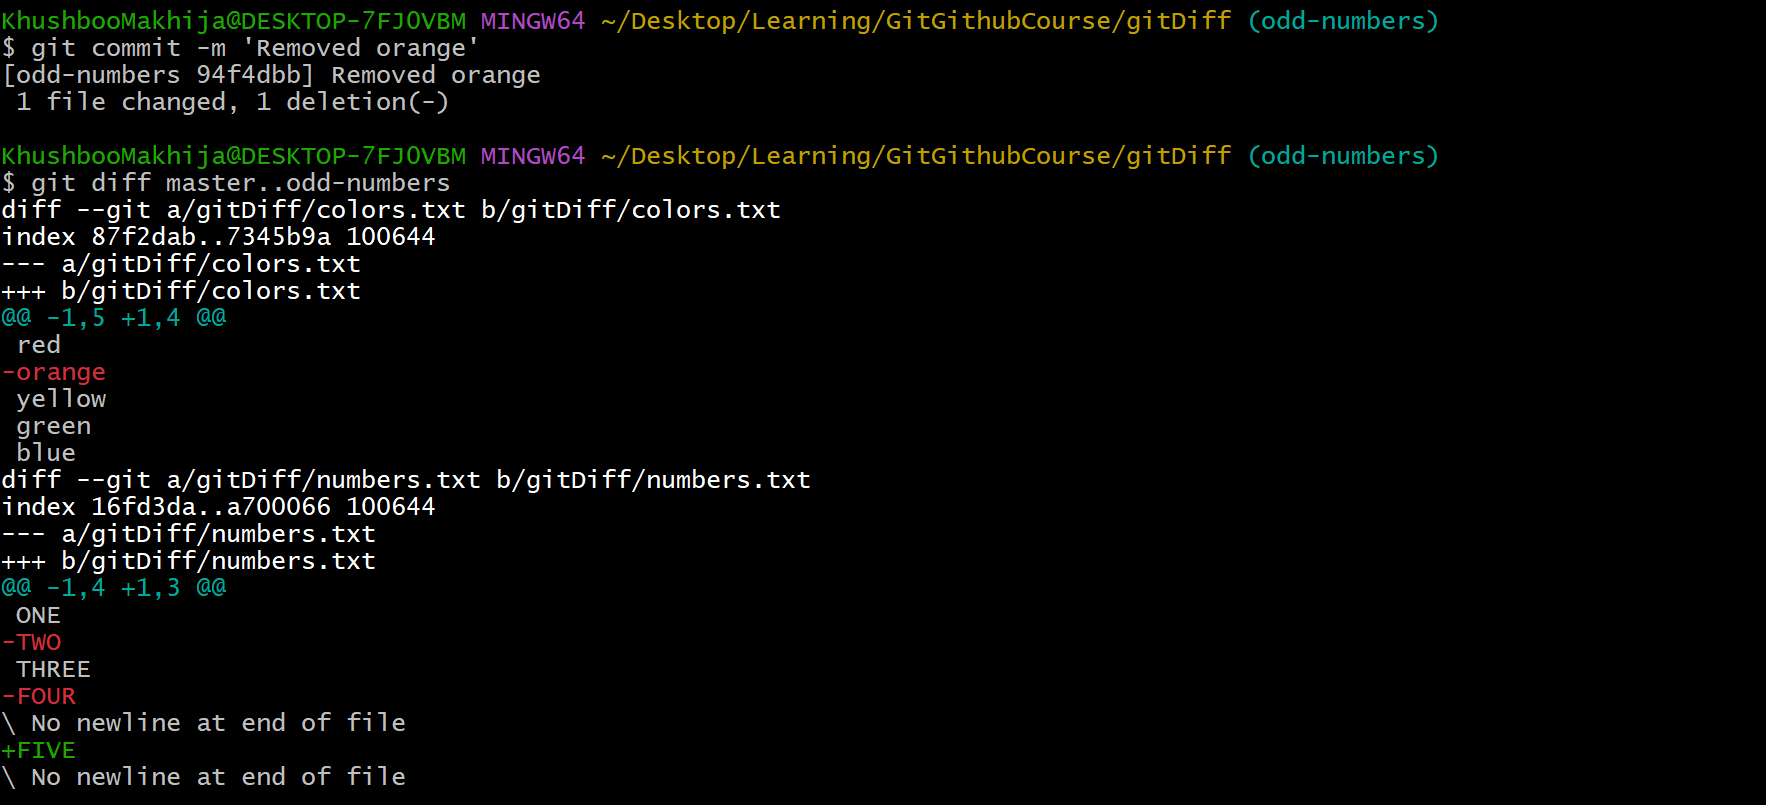 KhushbooMakhija@DESKTOP-7FJ0VBM MINGW64 ~/Desktop/Learning/GitGithubCourse/gitDiff (odd-numbers)
$ git commit -m 'Removed orange'
[odd-numbers 94f4dbb] Removed orange
 1 file changed, 1 deletion(-)

KhushbooMakhija@DESKTOP-7FJ0VBM MINGW64 ~/Desktop/Learning/GitGithubCourse/gitDiff (odd-numbers)
$ git diff master..odd-numbers
diff --git a/gitDiff/colors.txt b/gitDiff/colors.txt
index 87f2dab..7345b9a 100644
--- a/gitDiff/colors.txt
+++ b/gitDiff/colors.txt
@@ -1,5 +1,4 @@
 red
-orange
 yellow
 green
 blue
diff --git a/gitDiff/numbers.txt b/gitDiff/numbers.txt
index 16fd3da..a700066 100644
--- a/gitDiff/numbers.txt
+++ b/gitDiff/numbers.txt
@@ -1,4 +1,3 @@
 ONE
-TWO
 THREE
-FOUR
\ No newline at end of file
+FIVE
\ No newline at end of file